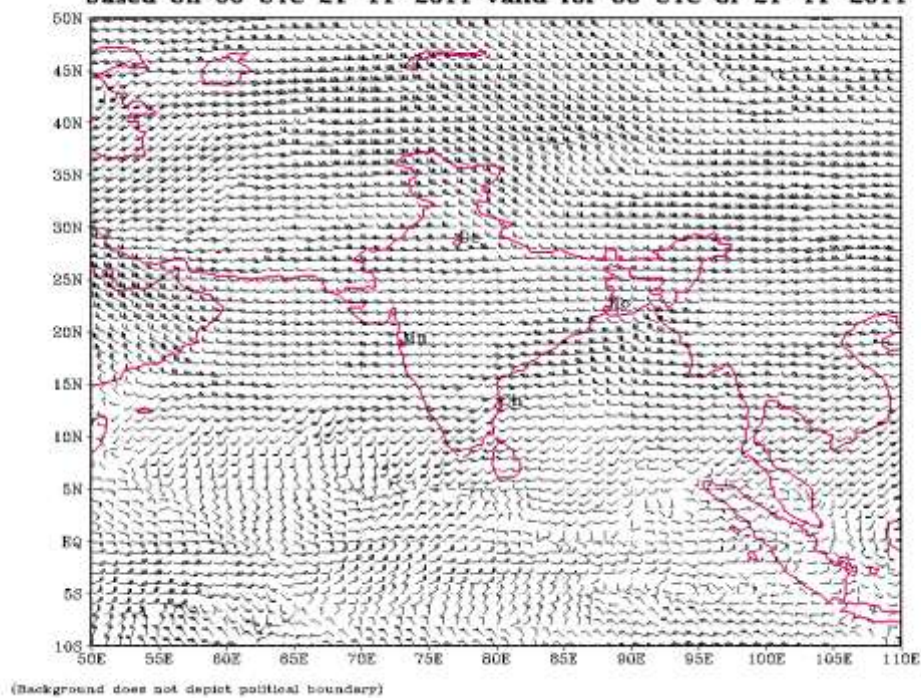 based on 00 UTC 21-11-2011 valid for 00 UTC of 21-11-2011
50N
45N
40N
35N
30N
25N
20N
15N
10N
5N
EQ
5S
10S
Mp
50E 55E 60E 65E 70E 75E 80E 85E 90E 95E 100E 105E 110E
(Background does not depict political boundary)